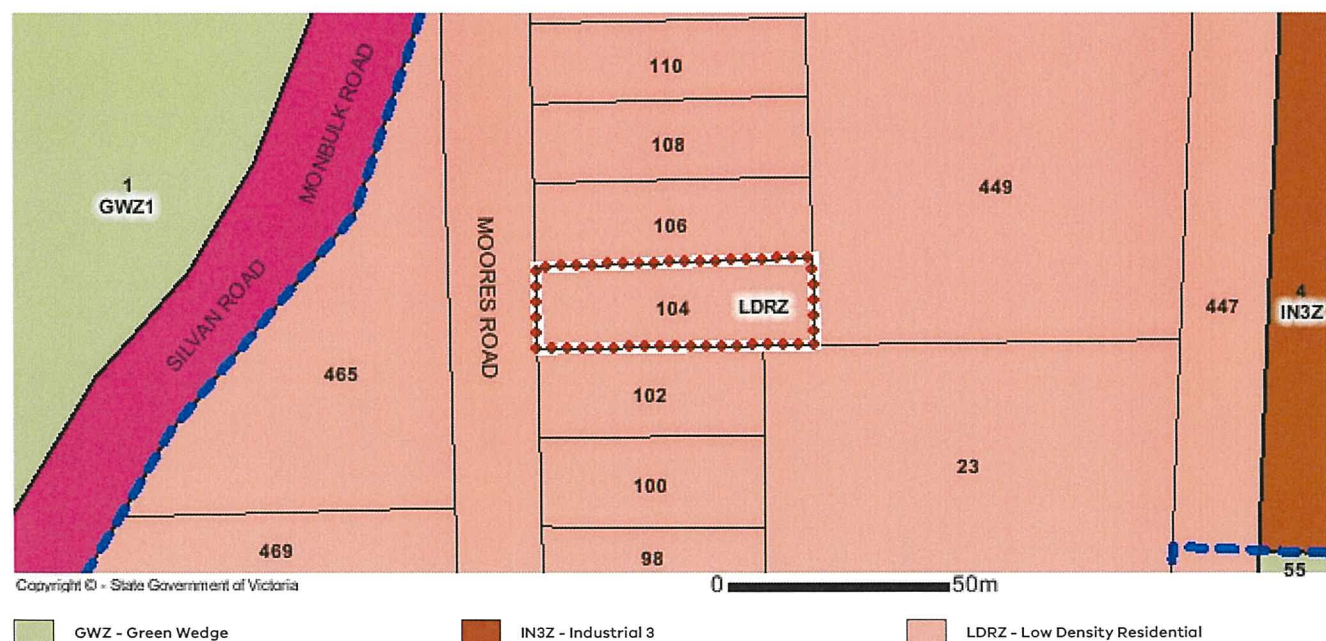 110
MONBULK ROAD
108
1
GWZ1
449
106
MOORES ROAD
104
LDRZ
447
4
IN3Z
SILVAN ROAD
465
102
23
100
469
98
55
Copyright © - State Government of Victoria
0 50m
GWZ - Green Wedge
IN3Z - Industrial 3
LDRZ - Low Density Residential